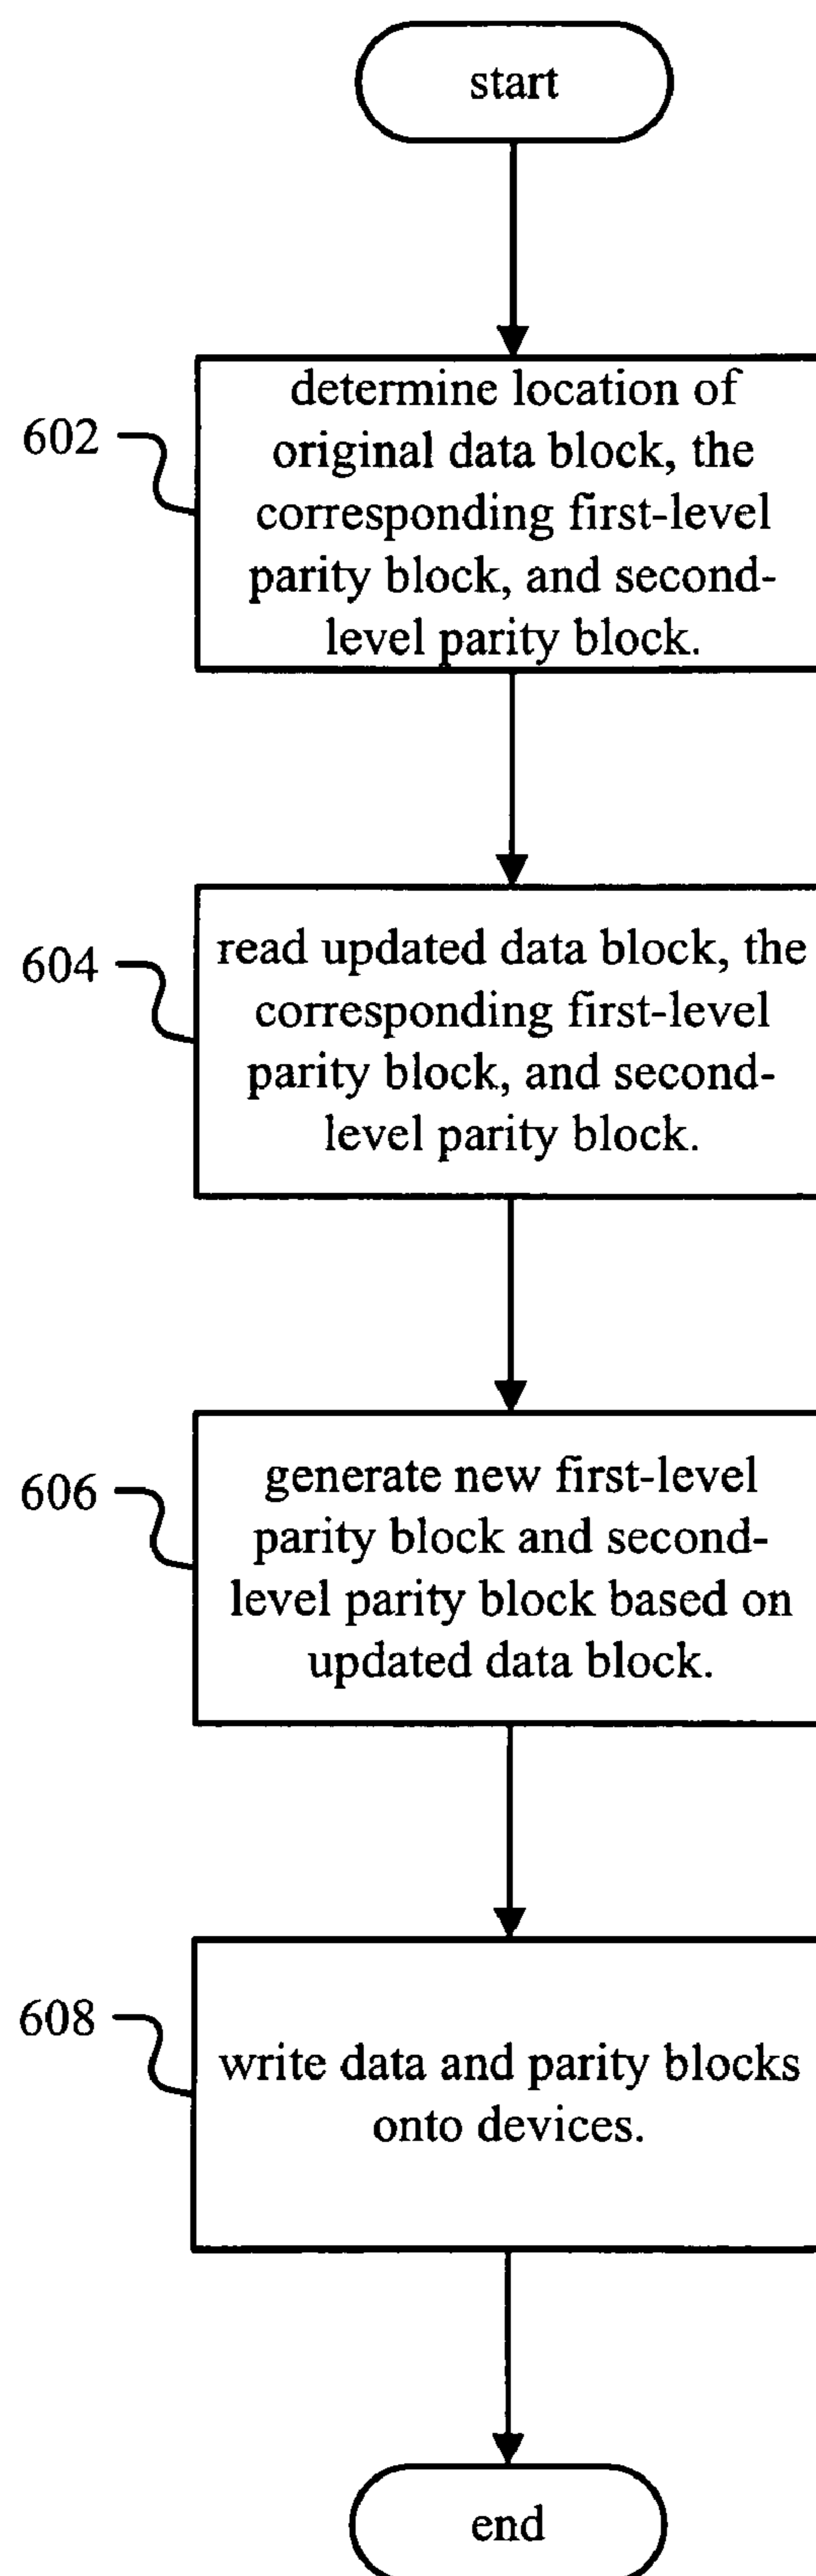 start
602
determine location of
original data block, the
corresponding first-level
parity block, and second-
level parity block.
604
read updated data block, the
corresponding first-level
parity block, and second-
level parity block.
606
generate new first-level
parity block and second-
level parity block based on
updated data block.
608
write data and parity blocks
onto devices.
end